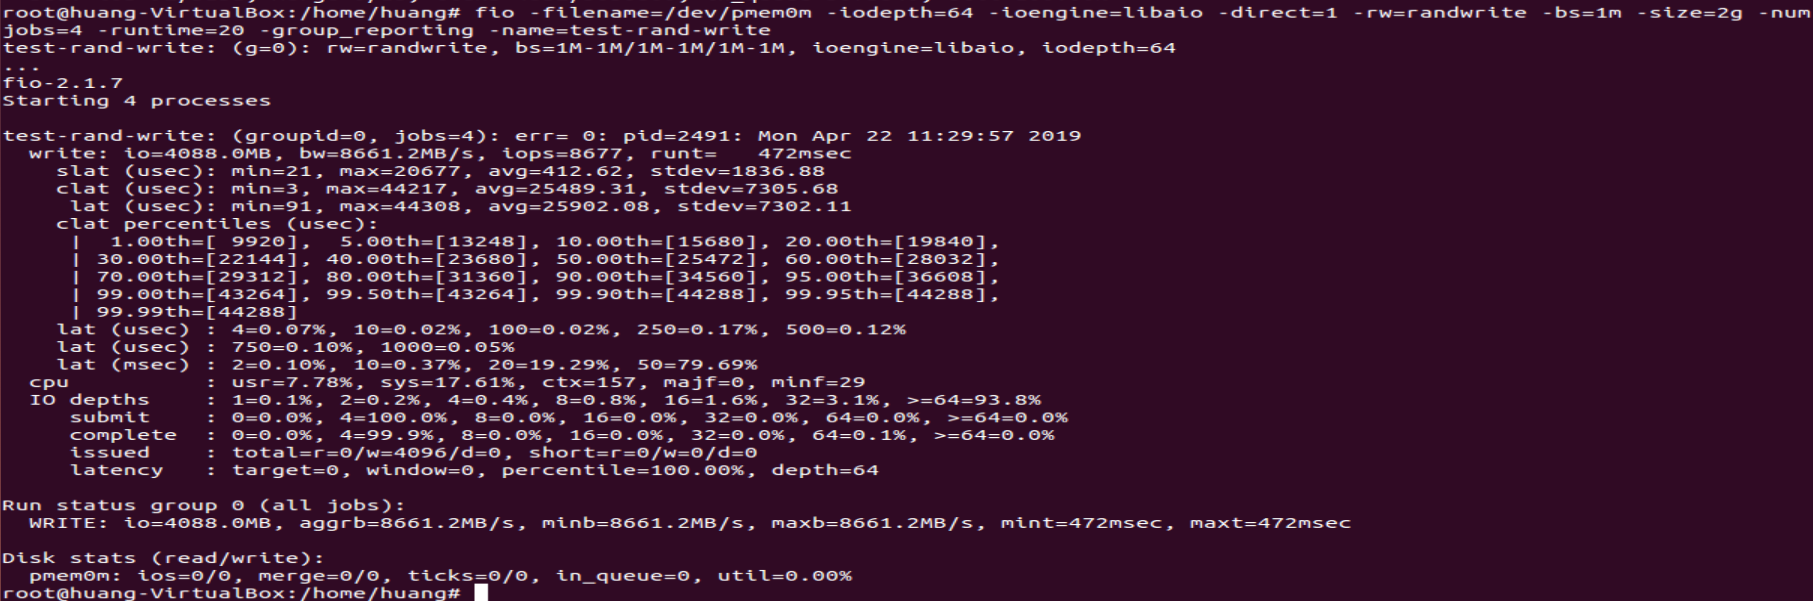 root@huang-VirtualBox:/home/huang# fio -filename=/dev/pmem0m -iodepth=64 -ioengine=libaio -direct=1 -rw=randwrite -bs=1m -size=2g -num
jobs=4 -runtime=20 -group_reporting -name=test-rand-write
test-rand-write: (g=0): rw=randwrite, bs=1M-1M/1M-1M/1M-1M, ioengine=libaio, iodepth=64
...
fio-2.1.7
Starting 4 processes
test-rand-write: (groupid=0, jobs=4): err= 0: pid=2491: Mon Apr 22 11:29:57 2019
write: io=4088.0MB, bw=8661.2MB/s, iops=8677, runt=   472msec
slat (usec): min=21, max=20677, avg=412.62, stdev=1836.88
clat (usec): min=3, max=44217, avg=25489.31, stdev=7305.68
lat (usec): min=91, max=44308, avg=25902.08, stdev=7302.11
clat percentiles (usec):
|  1.00th=[ 9920],  5.00th=[13248], 10.00th=[15680], 20.00th=[19840],
| 30.00th=[22144], 40.00th=[23680], 50.00th=[25472], 60.00th=[28032],
| 70.00th=[29312], 80.00th=[31360], 90.00th=[34560], 95.00th=[36608],
| 99.00th=[43264], 99.50th=[43264], 99.90th=[44288], 99.95th=[44288],
| 99.99th=[44288]
lat (usec) : 4=0.07%, 10=0.02%, 100=0.02%, 250=0.17%, 500=0.12%
lat (usec) : 750=0.10%, 1000=0.05%
lat (msec) : 2=0.10%, 10=0.37%, 20=19.29%, 50=79.69%
cpu          : usr=7.78%, sys=17.61%, ctx=157, majf=0, minf=29
IO depths    : 1=0.1%, 2=0.2%, 4=0.4%, 8=0.8%, 16=1.6%, 32=3.1%, >=64=93.8%
submit    : 0=0.0%, 4=100.0%, 8=0.0%, 16=0.0%, 32=0.0%, 64=0.0%, >=64=0.0%
complete  : 0=0.0%, 4=99.9%, 8=0.0%, 16=0.0%, 32=0.0%, 64=0.1%, >=64=0.0%
issued    : total=r=0/w=4096/d=0, short=r=0/w=0/d=0
latency   : target=0, window=0, percentile=100.00%, depth=64
Run status group 0 (all jobs):
WRITE: io=4088.0MB, aggrb=8661.2MB/s, minb=8661.2MB/s, maxb=8661.2MB/s, mint=472msec, maxt=472msec
Disk stats (read/write):
pmem0m: ios=0/0, merge=0/0, ticks=0/0, in_queue=0, util=0.00%
root@huang-VirtualBox:/home/huang#